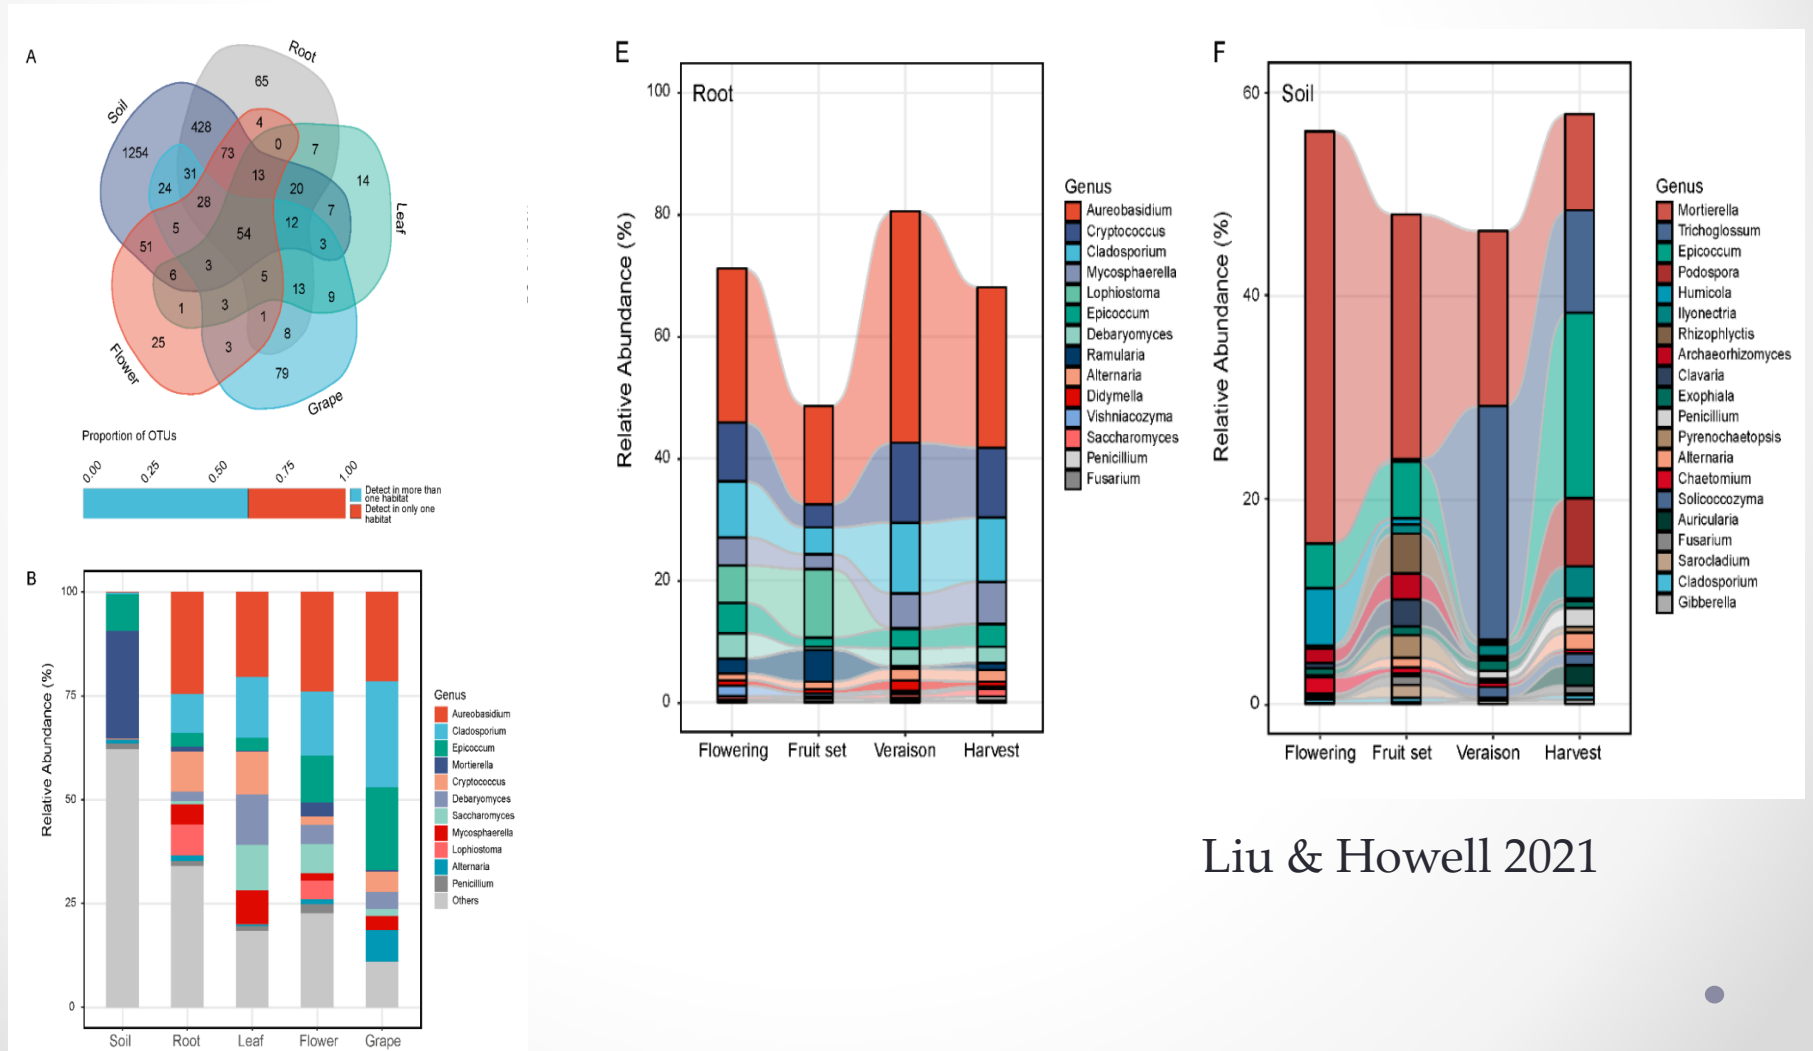 A
Root
Soil
Leaf
Flower
Grape
65
428
4
1254
73
0
7
31
13
14
24
20
28
7
5
54
12
51
3
3
6
5
13
9
1
3
1
25
3
8
79
Proportion of OTUs
0.00 0.25 0.50 0.75 1.00
Detect in more than
one habitat
Detect in only one
habitat
B
Relative Abundance (%)
100
75
50
25
0
Soil Root Leaf Flower Grape
Genus
Aureobasidium
Cladosporium
Epicoccum
Mortierella
Cryptococcus
Debaryomyces
Saccharomyces
Mycosphaerella
Lophiostoma
Alternaria
Penicillium
Others
E
Root
Relative Abundance (%)
100
80
60
40
20
0
Flowering Fruit set Veraison Harvest
Genus
Aureobasidium
Cryptococcus
Cladosporium
Mycosphaerella
Lophiostoma
Epicoccum
Debaryomyces
Ramularia
Alternaria
Didymella
Vishniacozyma
Saccharomyces
Penicillium
Fusarium
F
Soil
Relative Abundance (%)
60
40
20
0
Flowering Fruit set Veraison Harvest
Genus
Mortierella
Trichoglossum
Epicoccum
Podospora
Humicola
Ilyonectria
Rhizophlyctis
Archaeorhizomyces
Clavaria
Exophiala
Penicillium
Pyrenochaetopsis
Alternaria
Chaetomium
Solicoccozyma
Auricularia
Fusarium
Sarocladium
Cladosporium
Gibberella
Liu & Howell 2021